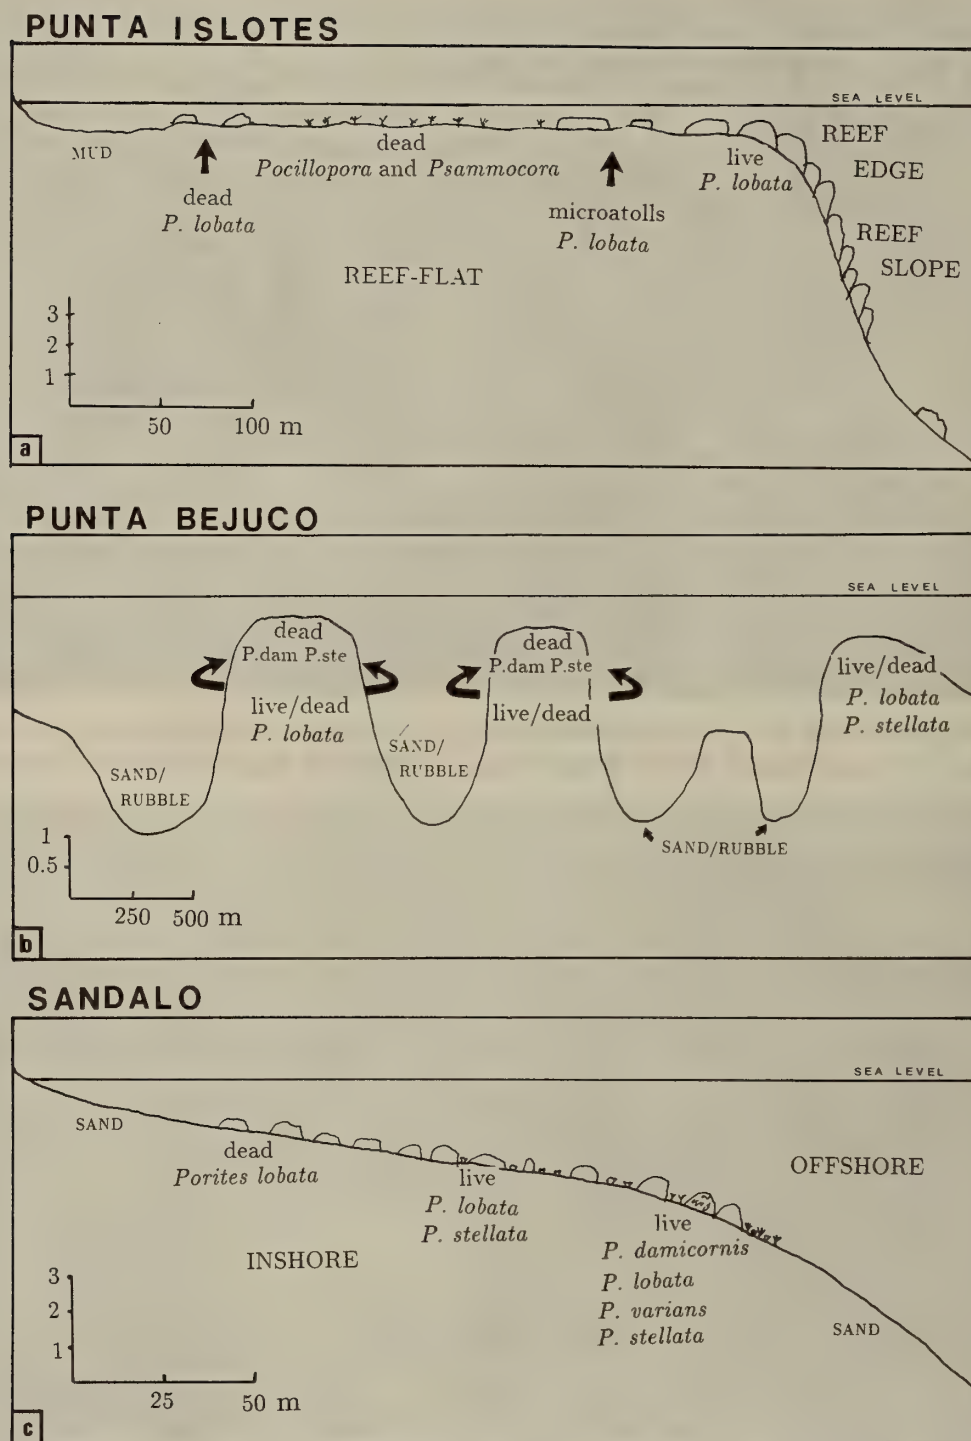 PUNTA ISLOTES
SEA LEVEL
MUD
dead
P. lobata
dead
Pocillopora and Psammocora
microatolls
P. lobata
live
P. lobata
REEF
EDGE
REEF
SLOPE
REEF-FLAT
3
2
1
50 100 m
a
PUNTA BEJUCO
SEA LEVEL
dead
P.dam P.ste
live/dead
P. lobata
dead
P.dam P.ste
live/dead
live/dead
P. lobata
P. stellata
SAND/
RUBBLE
SAND/
RUBBLE
SAND/RUBBLE
1
0.5
250 500 m
b
SANDALO
SEA LEVEL
SAND
dead
Porites lobata
live
P. lobata
P. stellata
OFFSHORE
live
P. damicornis
P. lobata
P. varians
P. stellata
INSHORE
SAND
3
2
1
25 50 m
c